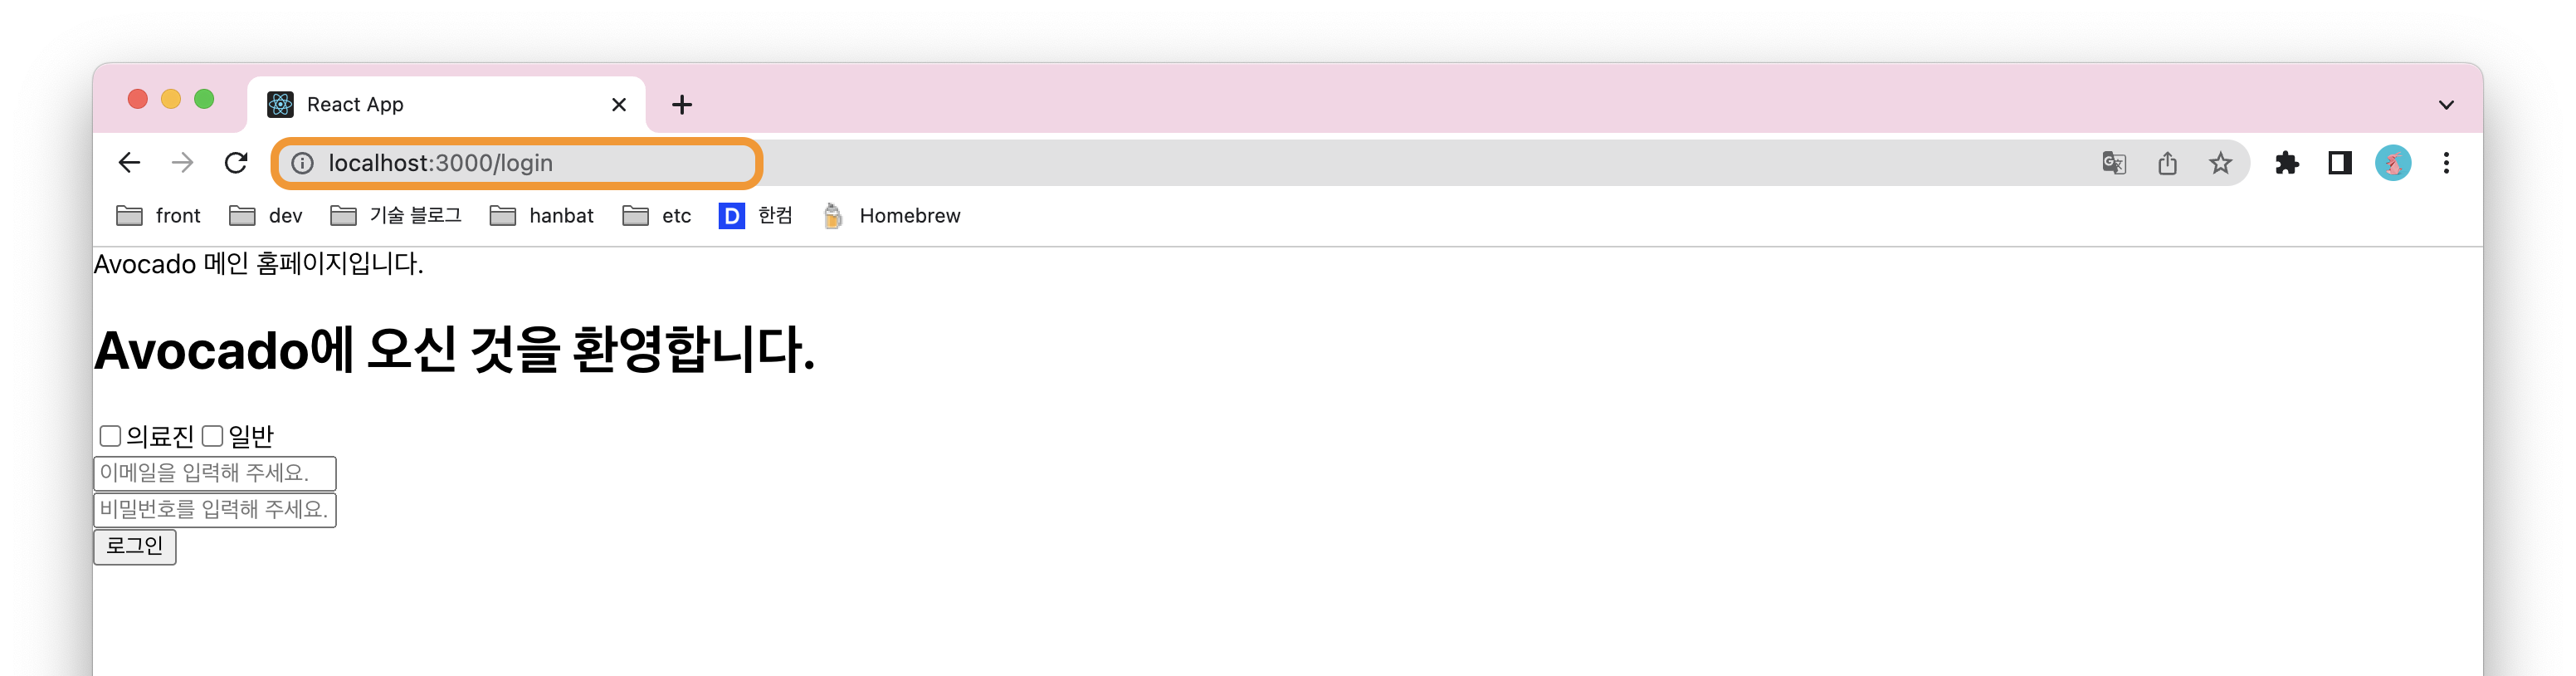 React App
localhost:3000/login
front dev 기술 블로그 hanbat etc D 한컴 Homebrew
Avocado 메인 홈페이지입니다.
Avocado에 오신 것을 환영합니다.
의료진 일반
이메일을 입력해 주세요.
비밀번호를 입력해 주세요.
로그인